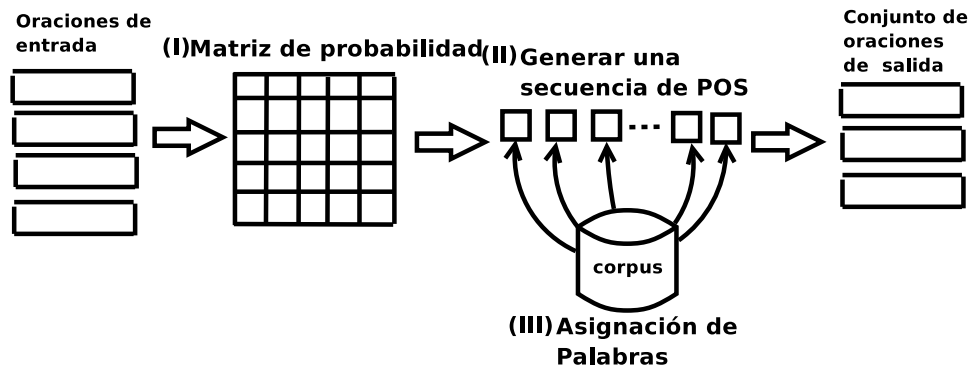 Oraciones de
entrada
(I) Matriz de probabilidad
(II) Generar una
secuencia de POS
...
corpus
(III) Asignación de
Palabras
Conjunto de
oraciones
de salida